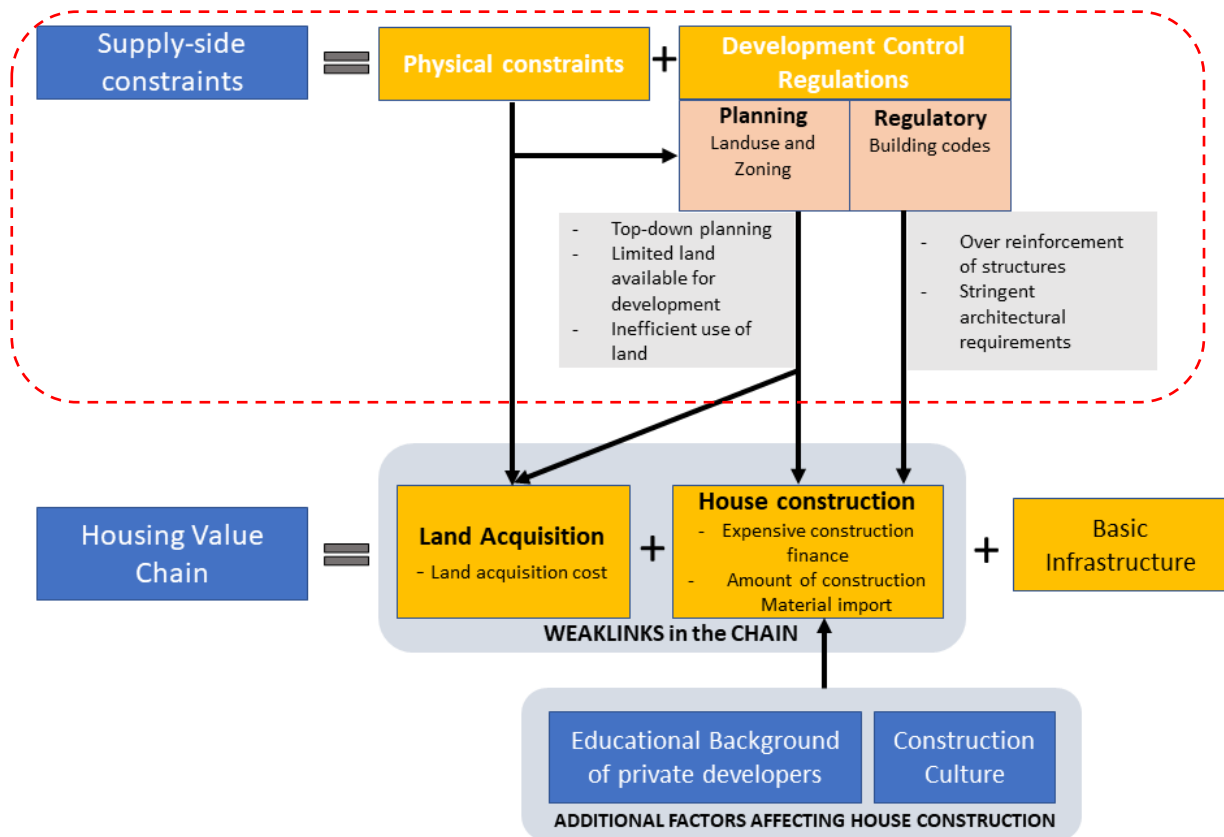 Supply-side
constraints
=
Physical constraints
+
Development Control
Regulations
Planning
Landuse and
Zoning
Regulatory
Building codes
- Top-down planning
- Limited land
available for
development
- Inefficient use of
land
- Over reinforcement
of structures
- Stringent
architectural
requirements
Housing Value
Chain
=
Land Acquisition
- Land acquisition cost
+
House construction
- Expensive construction
finance
- Amount of construction
Material import
+
Basic
Infrastructure
WEAKLINKS in the CHAIN
Educational Background
of private developers
Construction
Culture
ADDITIONAL FACTORS AFFECTING HOUSE CONSTRUCTION